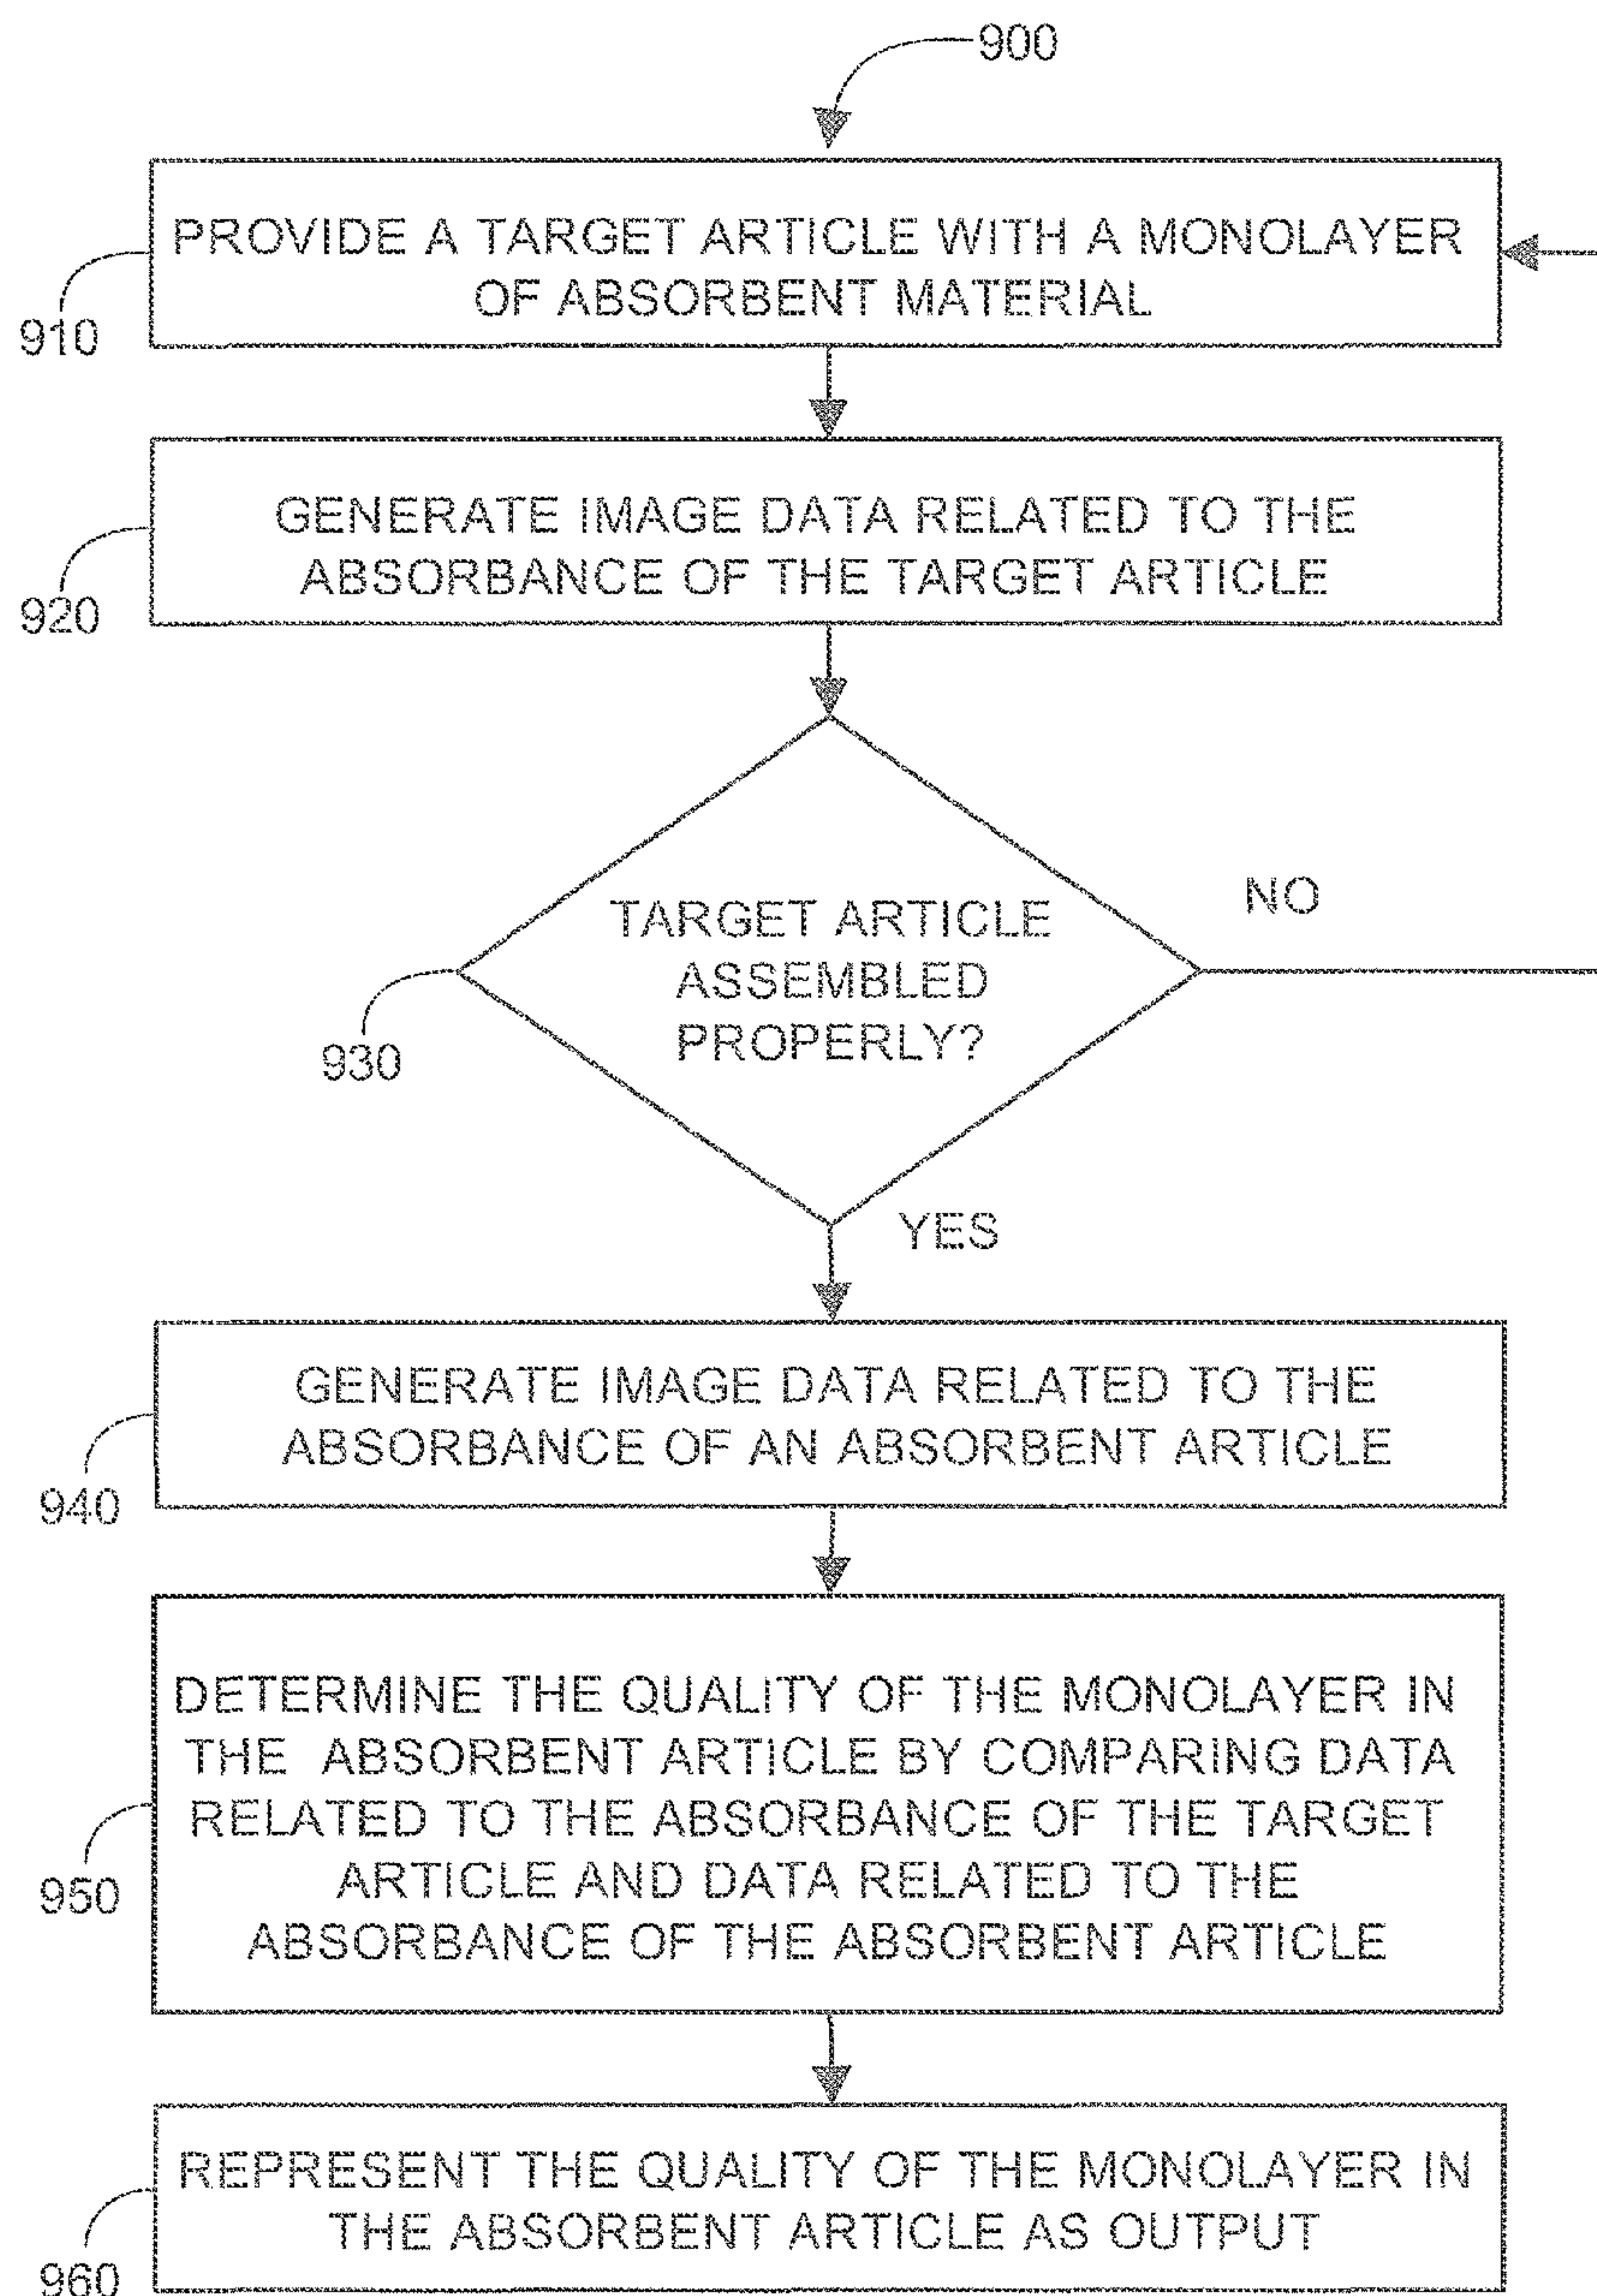 900
PROVIDE A TARGET ARTICLE WITH A MONOLAYER
OF ABSORBENT MATERIAL
910
GENERATE IMAGE DATA RELATED TO THE
ABSORBANCE OF THE TARGET ARTICLE
920
TARGET ARTICLE
ASSEMBLED
PROPERLY?
NO
930
YES
GENERATE IMAGE DATA RELATED TO THE
ABSORBANCE OF AN ABSORBENT ARTICLE
940
DETERMINE THE QUALITY OF THE MONOLAYER IN
THE ABSORBENT ARTICLE BY COMPARING DATA
RELATED TO THE ABSORBANCE OF THE TARGET
ARTICLE AND DATA RELATED TO THE
ABSORBANCE OF THE ABSORBENT ARTICLE
950
REPRESENT THE QUALITY OF THE MONOLAYER IN
THE ABSORBENT ARTICLE AS OUTPUT
960